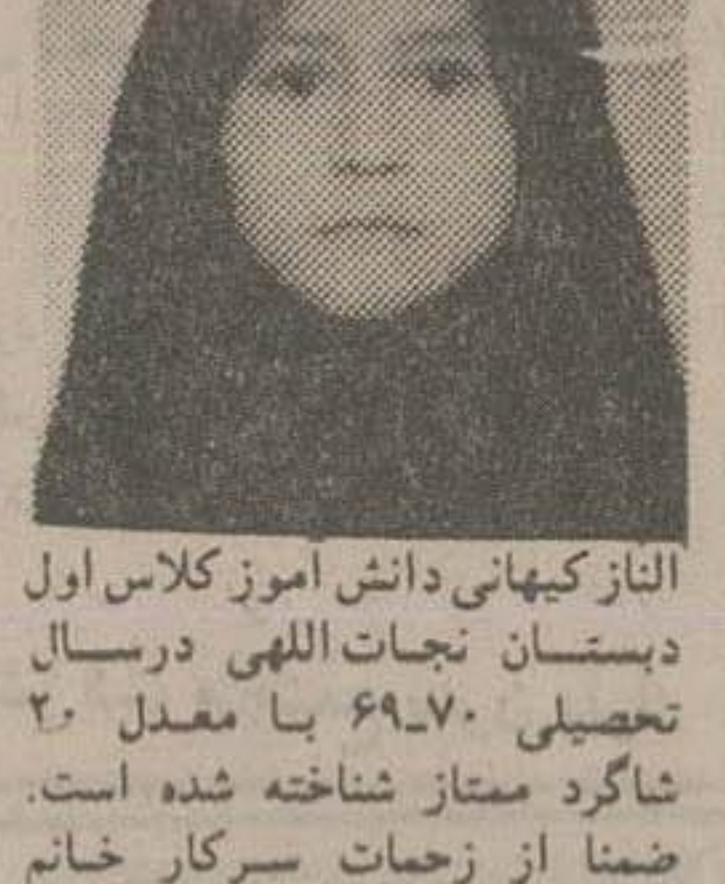 الناز کیهانی دانش آموز کلاس اول
دبستان نجات اللهی درسال
تحصیلی ۷۰ـ۶۹ با معدل ۲۰
شاگرد ممتاز شناخته شده است.
ضمنا از زحمات سرکار خانم